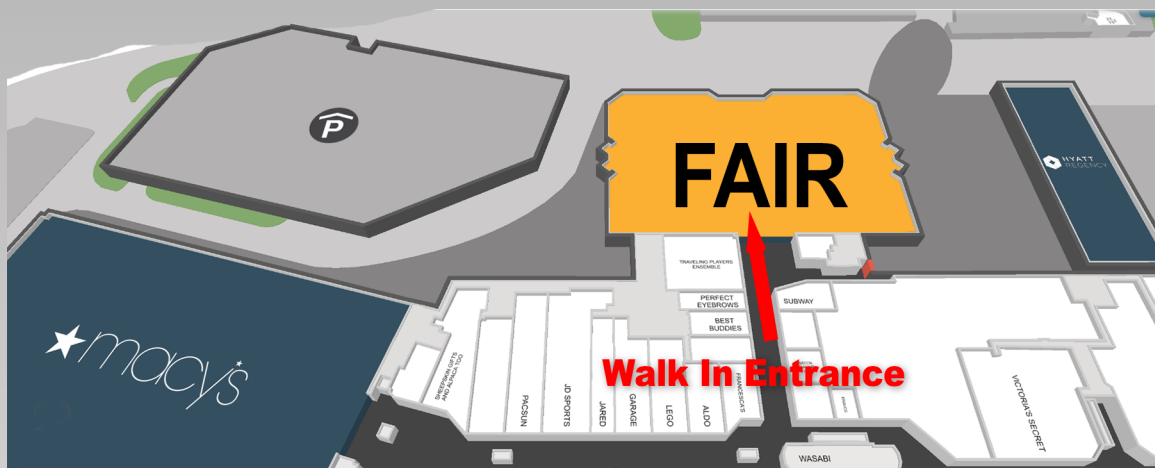 P
FAIR
HYATT
REGENCY
TRAVELING PLAYERS
ENSEMBLE
PERFECT
EYEBROWS
BEST
BUDDIES
SUBWAY
macy's
SHEEPSKIN GIFTS
AND ALPACA TOO
PACSUN
JD SPORTS
JARED
GARAGE
LEGO
ALDO
FRANCESCA'S
Walk In Entrance
VICTORIA'S SECRET
WASABI